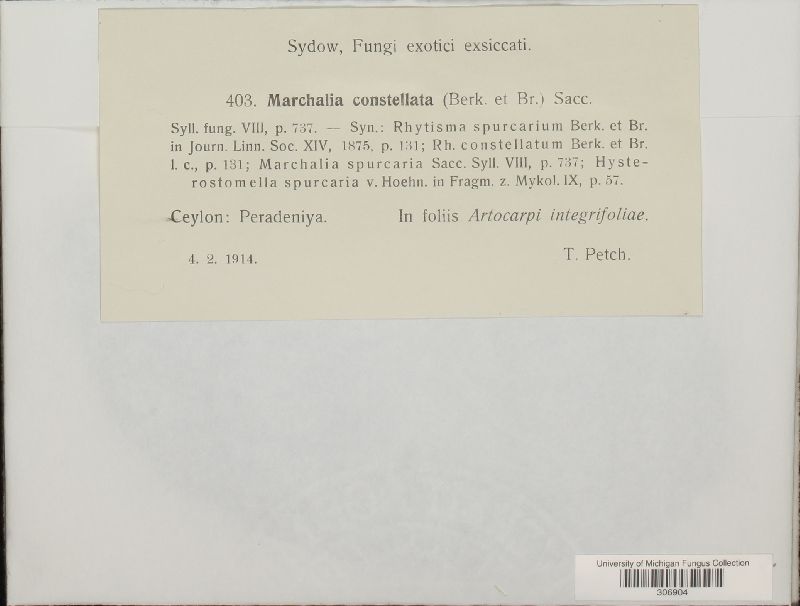 Sydow, Fungi exotici exsiccati.
403. Marchalia constellata (Berk. et Br.) Sacc.
Syll. fung. VIII, p. 737. — Syn.: Rhytisma spurcarium Berk. et Br.
in Journ. Linn. Soc. XIV, 1875, p. 131; Rh. constellatum Berk. et Br.
l. c., p. 131; Marchalia spurcaria Sacc. Syll. VIII, p. 737; Hyste-
rostomella spurcaria v. Hoehn. in Fragm. z. Mykol. IX, p. 57.
Ceylon: Peradeniya. In foliis Artocarpi integrifoliae.
4. 2. 1914. T. Petch.
University of Michigan Fungus Collection
306904